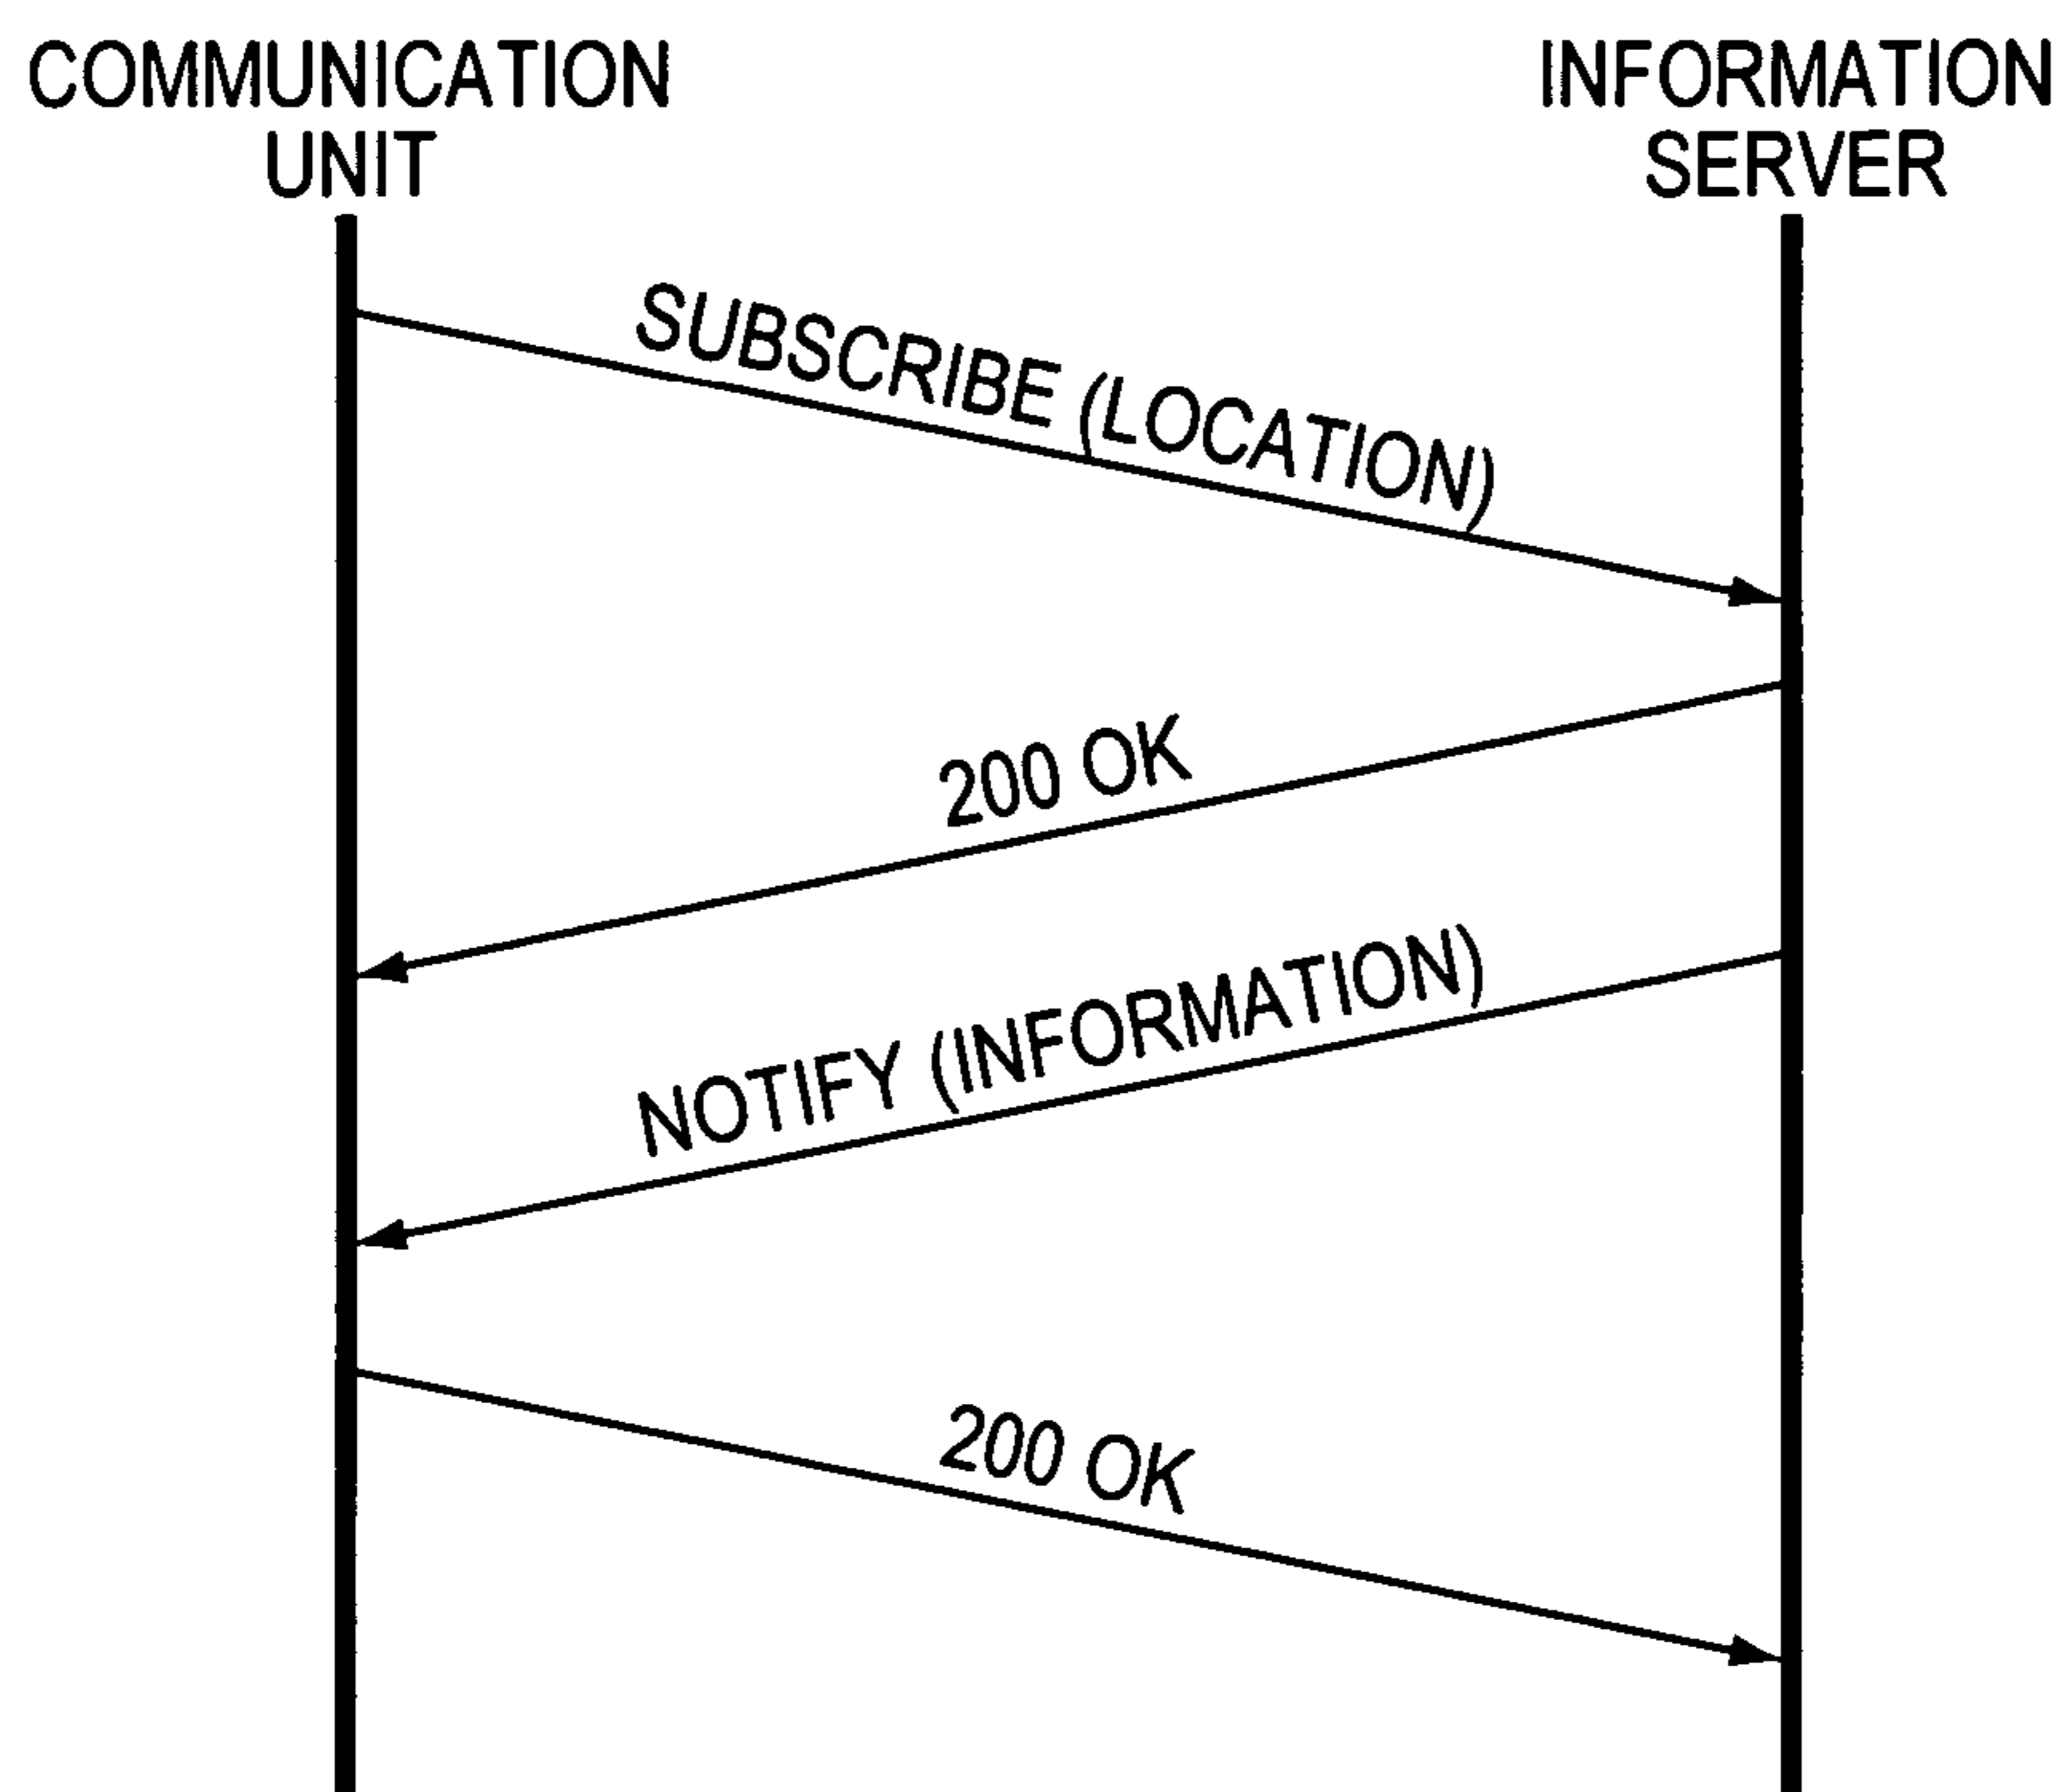 COMMUNICATION
UNIT
INFORMATION
SERVER
SUBSCRIBE (LOCATION)
200 OK
NOTIFY (INFORMATION)
200 OK